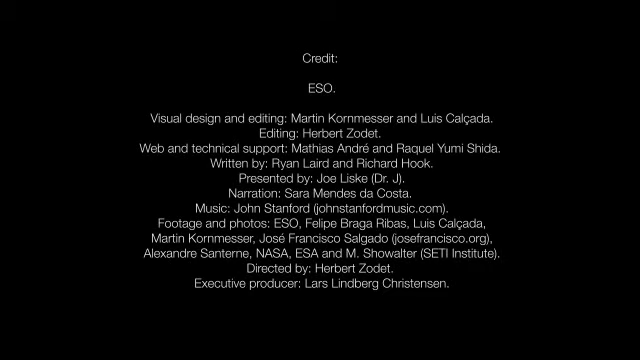 Credit:
ESO.
Visual design and editing: Martin Kornmesser and Luis Calçada.
Editing: Herbert Zodet.
Web and technical support: Mathias André and Raquel Yumi Shida.
Written by: Ryan Laird and Richard Hook.
Presented by: Joe Liske (Dr. J).
Narration: Sara Mendes da Costa.
Music: John Stanford (johnstanfordmusic.com).
Footage and photos: ESO, Felipe Braga Ribas, Luis Calçada,
Martin Kornmesser, José Francisco Salgado (josefrancisco.org),
Alexandre Santerne, NASA, ESA and M. Showalter (SETI Institute).
Directed by: Herbert Zodet.
Executive producer: Lars Lindberg Christensen.